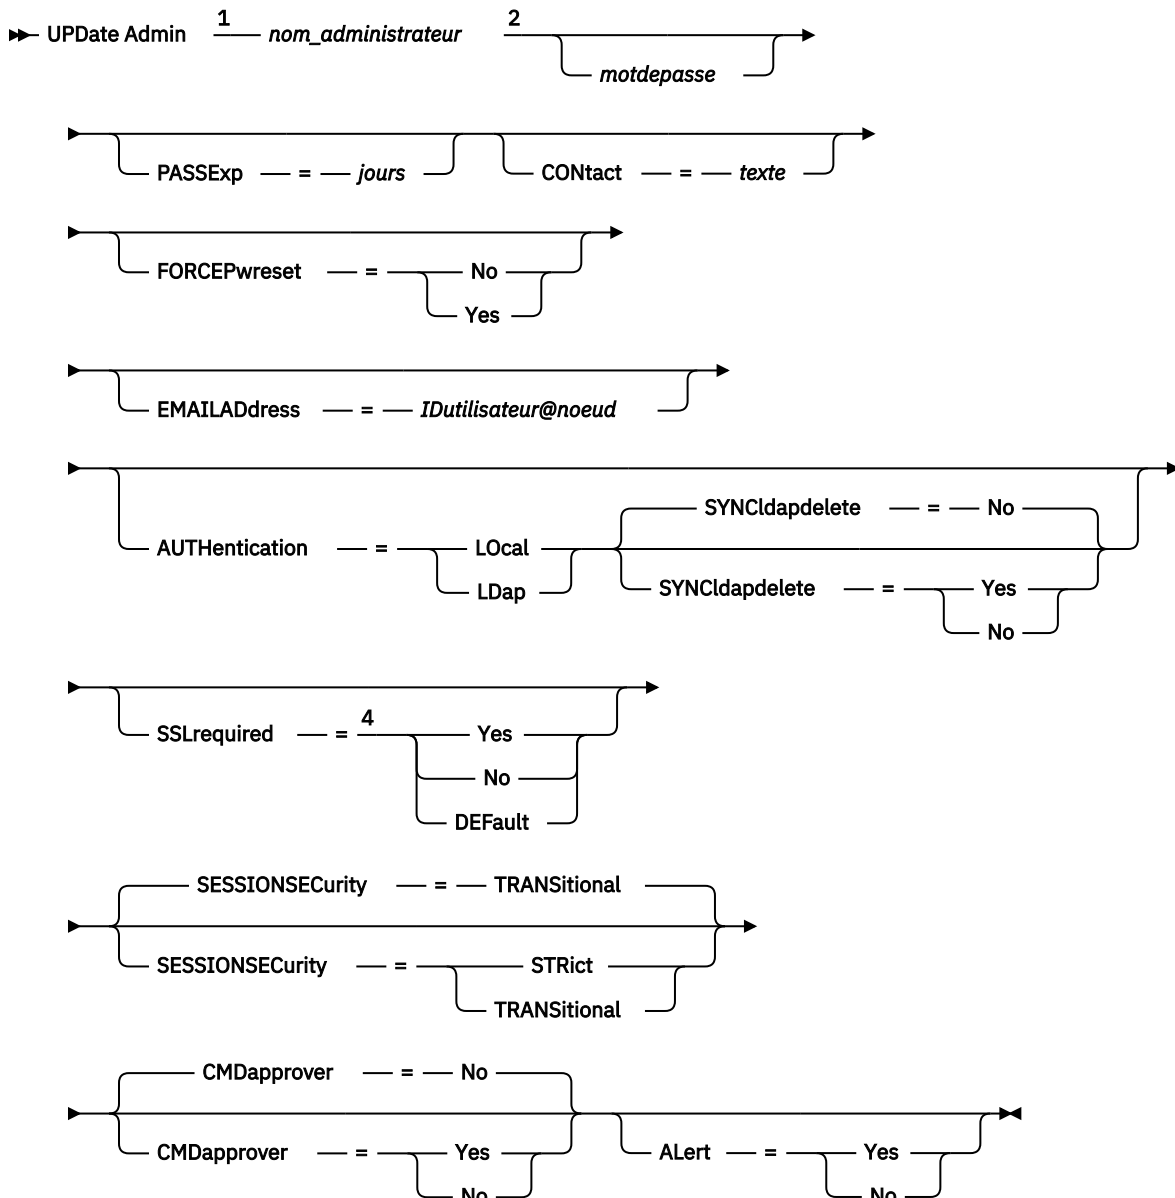 1 2
UPDate Admin nom_administrateur
motdepasse
PASSExp = jours CONtact = texte
FORCEPwreset = No
Yes
EMAILADdress = IDutilisateur@noeud
SYNCldapdelete = No
AUTHentication = LOcal
LDap SYNCldapdelete = Yes
No
4
SSLrequired = Yes
No
DEFault
SESSIONSECurity = TRANSitional
SESSIONSECurity = STRict
TRANSitional
CMDapprover = No
CMDapprover = Yes ALert = Yes
No No